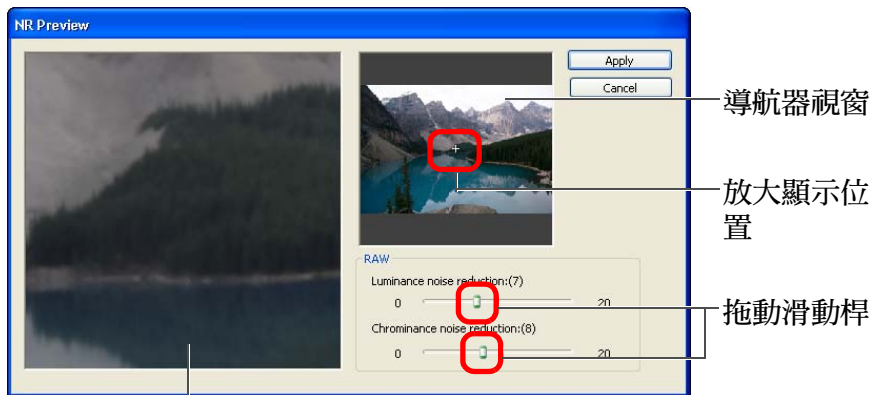 NR Preview
Apply
Cancel
導航器視窗
放大顯示位
置
RAW
Luminance noise reduction:(7)
0 20
Chrominance noise reduction:(8)
0 20
拖動滑動桿